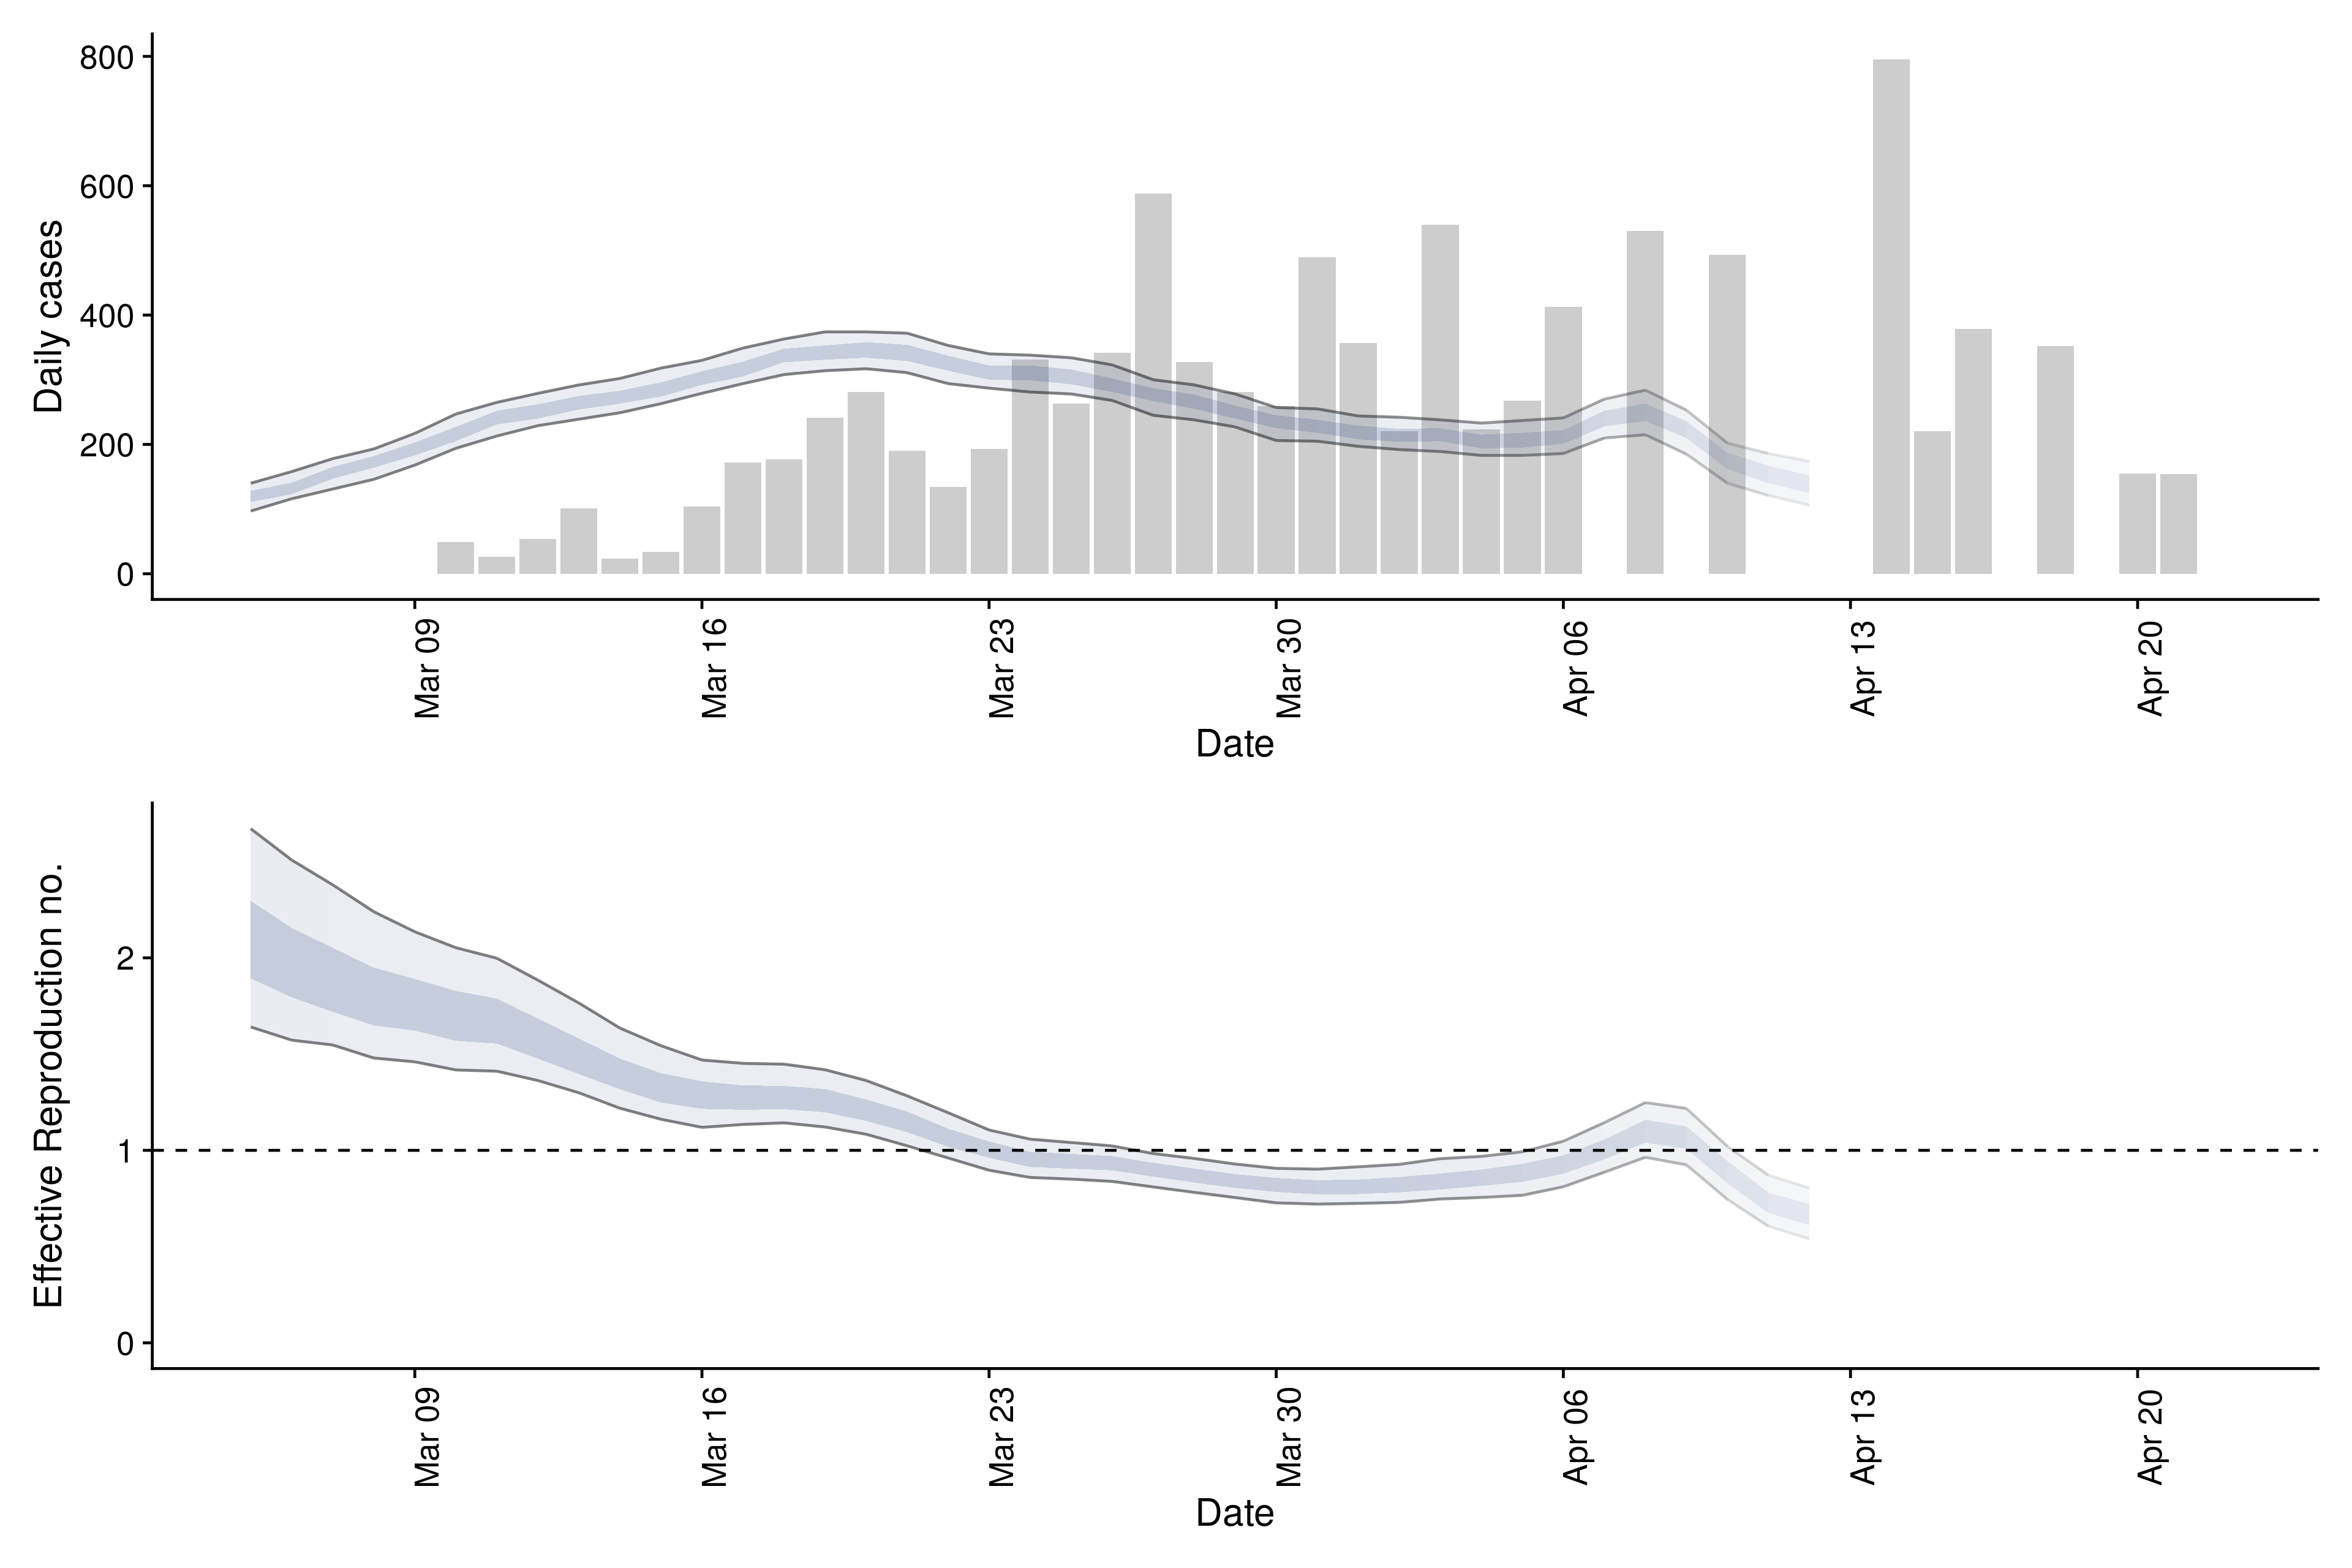 Daily cases
800
600
400
200
0
Mar 09
Mar 16
Mar 23
Mar 30
Apr 06
Apr 13
Apr 20
Date
Effective Reproduction no.
2
1
0
Mar 09
Mar 16
Mar 23
Mar 30
Apr 06
Apr 13
Apr 20
Date